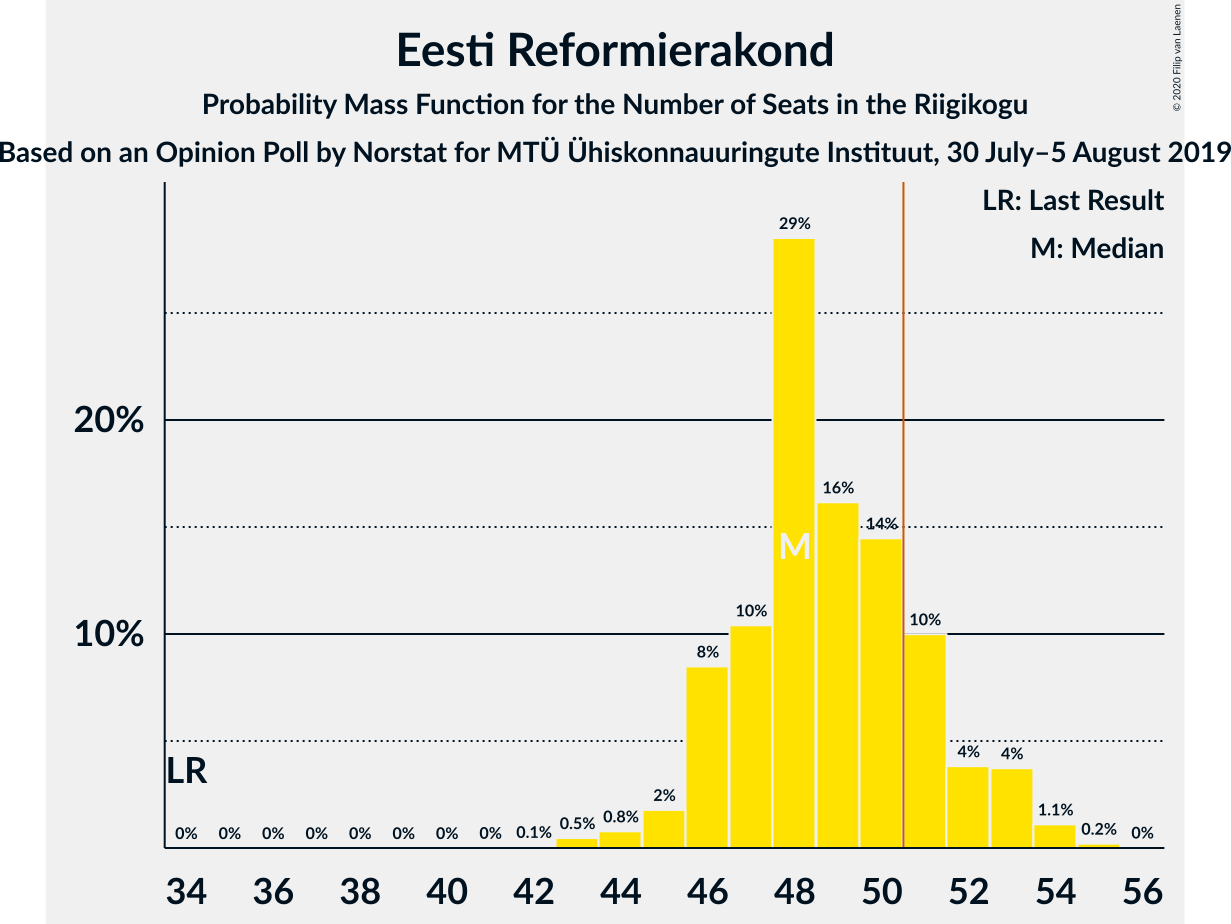 Eesti Reformierakond
Probability Mass Function for the Number of Seats in the Riigikogu
Based on an Opinion Poll by Norstat for MTÜ Ühiskonnauuringute Instituut, 30 July–5 August 2019
© 2020 Filip van Laenen
LR: Last Result
M: Median
29%
20%
16%
14%
M
10%
10%
10%
8%
LR
4%
4%
2%
1.1%
0.8%
0.5%
0% 0% 0% 0% 0% 0% 0% 0% 0.1% 0.2% 0%
34 36 38 40 42 44 46 48 50 52 54 56